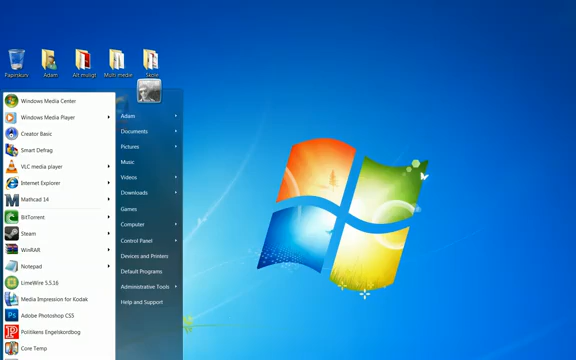 Papirskurv
Adam
Alt muligt
Multi media
Skole
Windows Media Center
Windows Media Player
Creator Basic
Smart Defrag
VLC media player
Internet Explorer
Mathcad 14
BitTorrent
Steam
WinRAR
Notepad
LimeWire 5.5.16
Media Impression for Kodak
Ps
Adobe Photoshop CS5
Politikens Engelskordbog
Core Temp
Adam
Documents
Pictures
Music
Videos
Downloads
Games
Computer
Control Panel
Devices and Printers
Default Programs
Administrative Tools
Help and Support